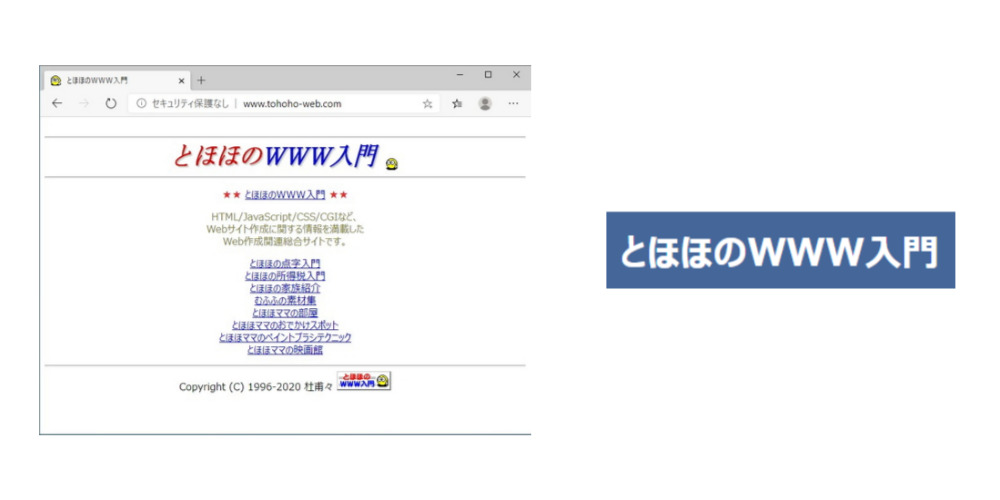 とほほのWWW入門
セキュリティ保護なし | www.tohoho-web.com
とほほのWWW入門
★★ とほほのWWW入門 ★★
HTML/JavaScript/CSS/CGIなど、
Webサイト作成に関する情報を満載した
Web作成関連総合サイトです。
とほほの点字入門
とほほの所得税入門
とほほの家族紹介
むふふの素材集
とほほママの部屋
とほほママのおでかけスポット
とほほママのペイントブラシテクニック
とほほママの映画館
Copyright (C) 1996-2020 杜甫々
とほほの
WWW入門
とほほのWWW入門